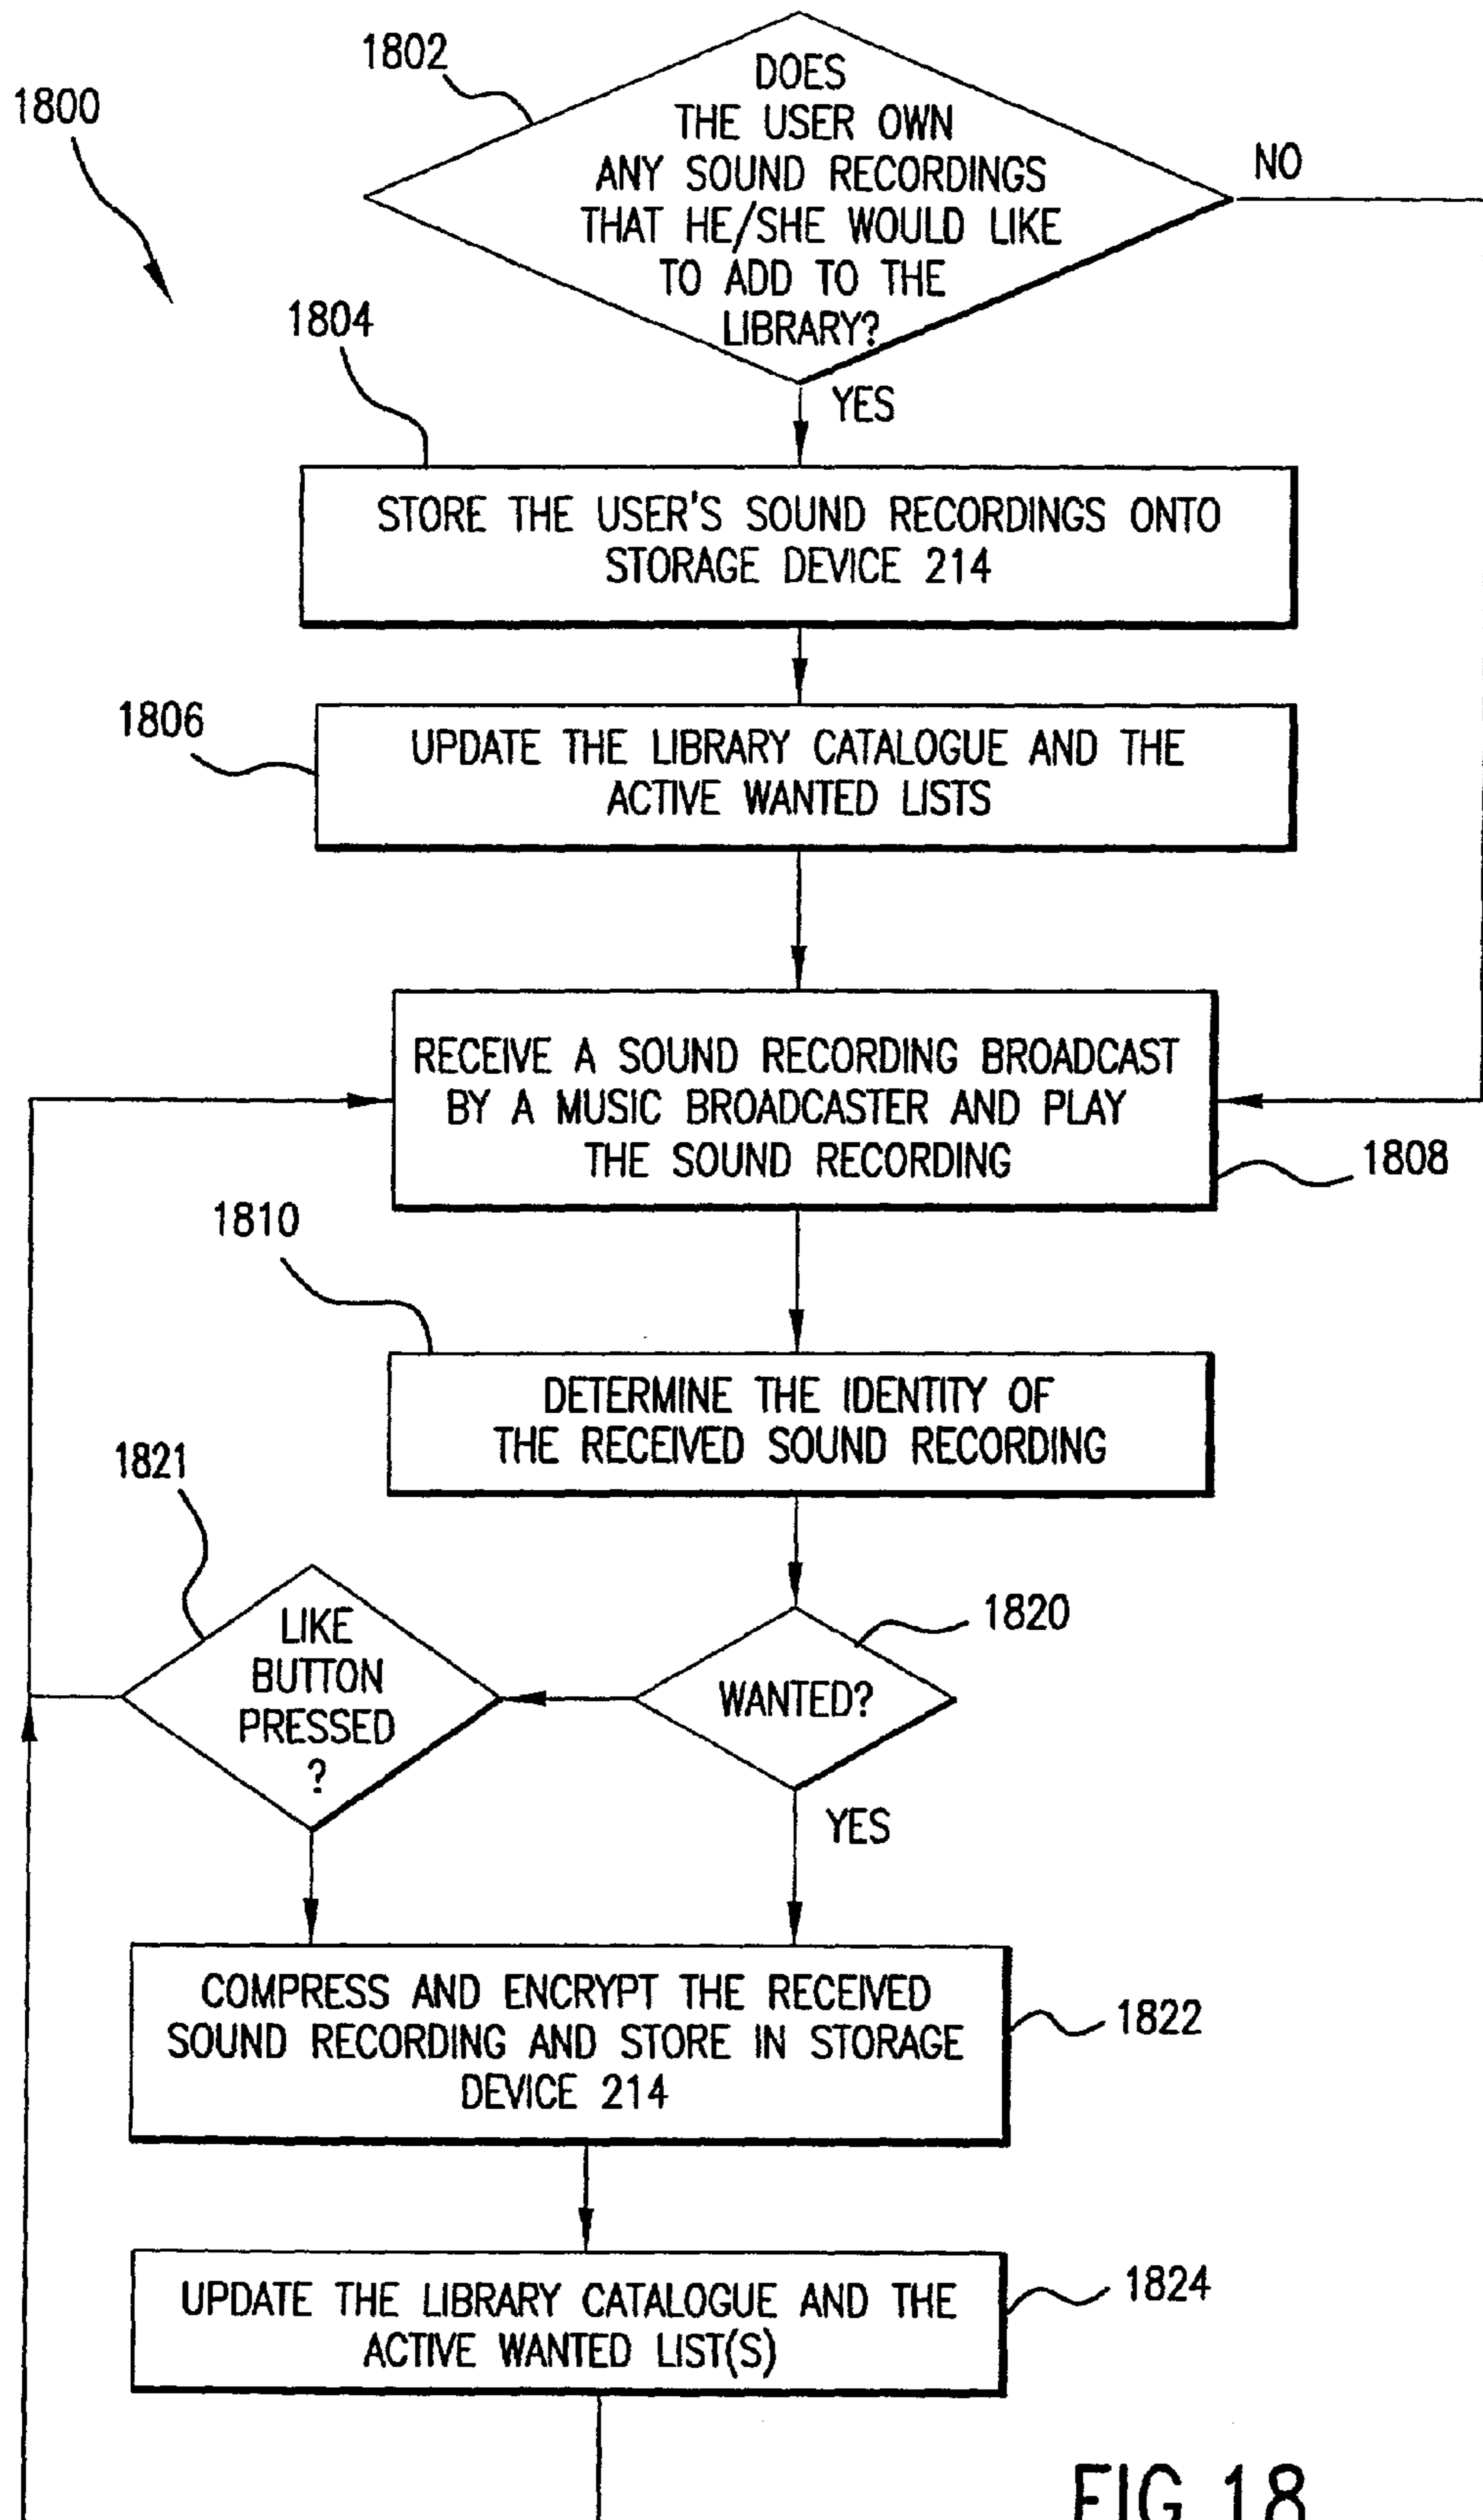 1800
1802
DOES
THE USER OWN
ANY SOUND RECORDINGS
THAT HE/SHE WOULD LIKE
TO ADD TO THE
LIBRARY?
NO
YES
1804
STORE THE USER'S SOUND RECORDINGS ONTO
STORAGE DEVICE 214
1806
UPDATE THE LIBRARY CATALOGUE AND THE
ACTIVE WANTED LISTS
RECEIVE A SOUND RECORDING BROADCAST
BY A MUSIC BROADCASTER AND PLAY
THE SOUND RECORDING
1808
1810
DETERMINE THE IDENTITY OF
THE RECEIVED SOUND RECORDING
1821
LIKE
BUTTON
PRESSED
?
1820
WANTED?
YES
COMPRESS AND ENCRYPT THE RECEIVED
SOUND RECORDING AND STORE IN STORAGE
DEVICE 214
1822
UPDATE THE LIBRARY CATALOGUE AND THE
ACTIVE WANTED LIST(S)
1824
FIG 18